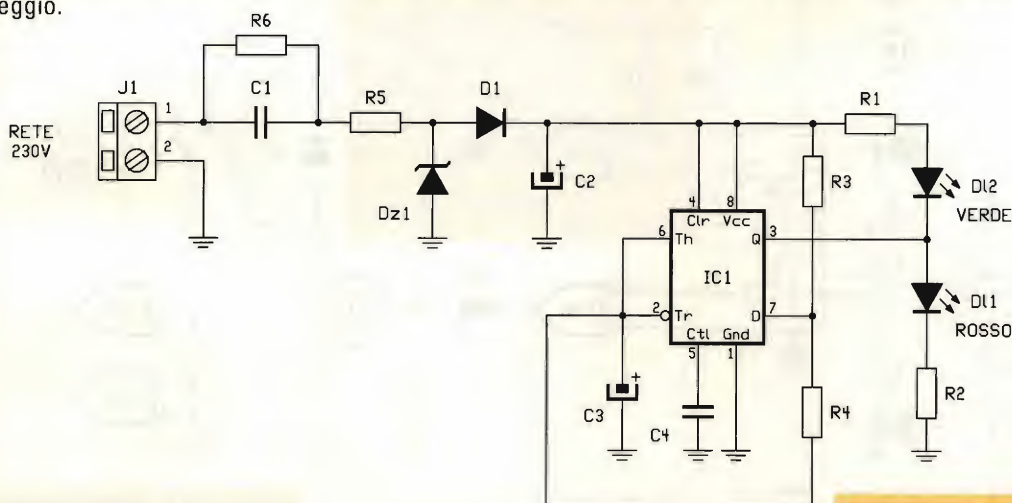 eggio.
R6
J1
C1
R5
D1
R1
1
RETE
230V
2
C2
R3
Dl2
VERDE
Dz1
4
8
Clr Vcc
6
Th
Q
3
IC1
Dl1
ROSSO
2
Tr
D
7
Ctl Gnd
5
1
C3
C4
R4
R2
+
+